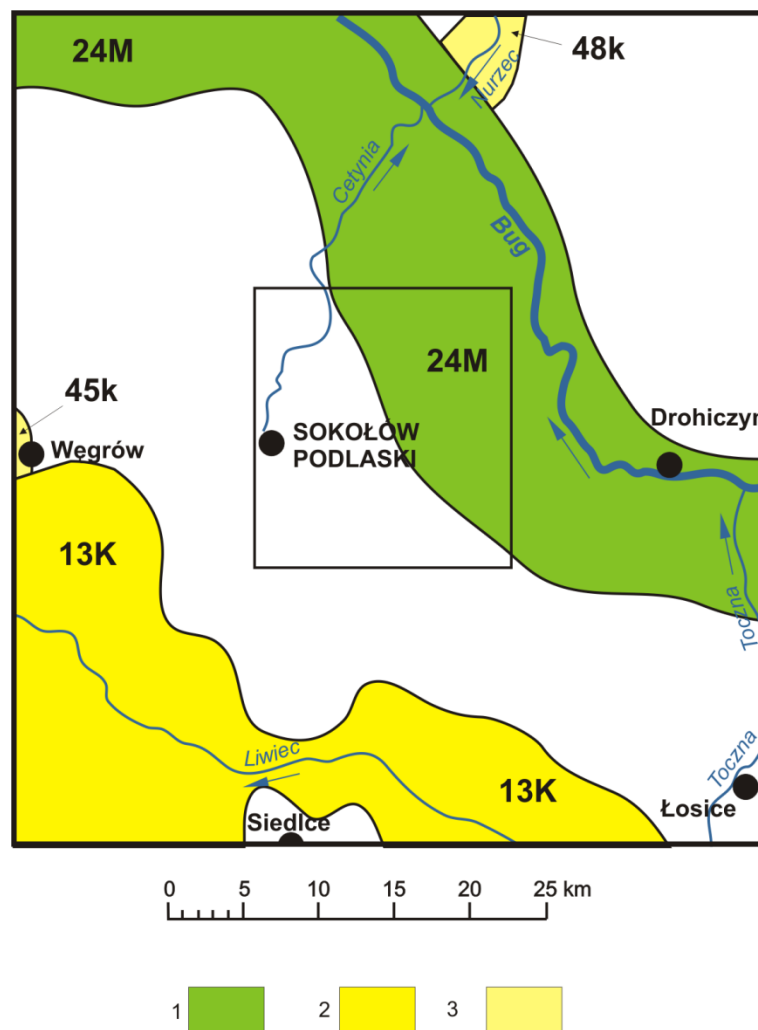 24M
48k
Nurzec
Cetynia
Bug
24M
45k
Węgrów
SOKOŁÓW
PODLASKI
Drohiczyn
13K
Toczna
Liwiec
13K
Toczna
Łosice
Siedlce
0 5 10 15 20 25 km
1 2 3